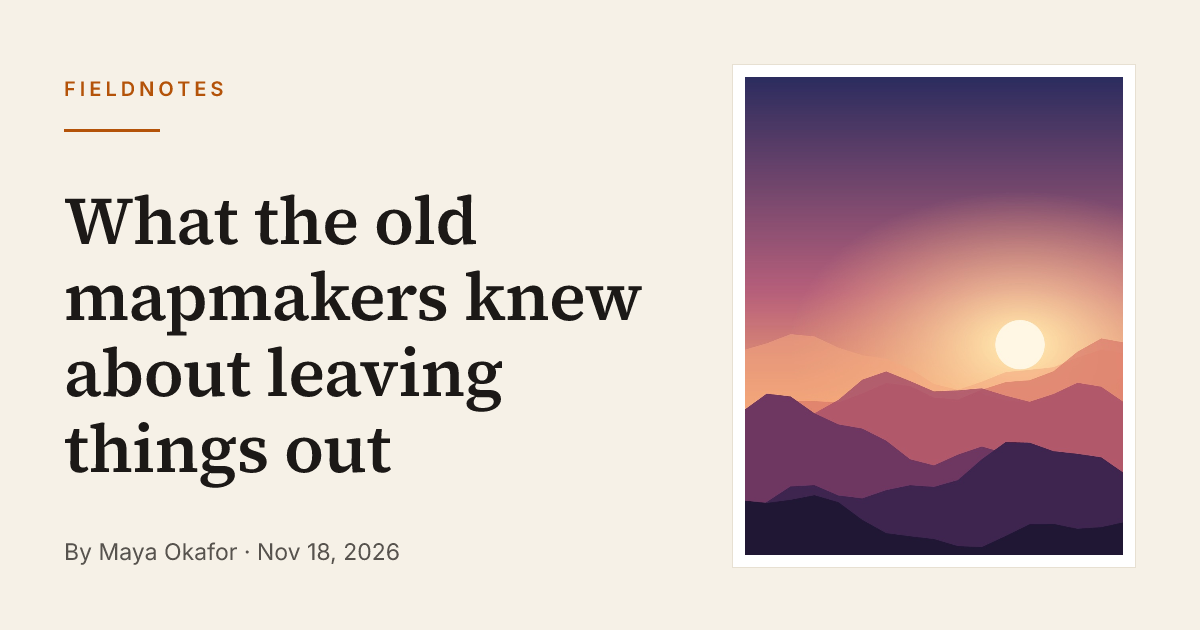 FIELDNOTES
What the old
mapmakers knew
about leaving
things out
By Maya Okafor · Nov 18, 2026